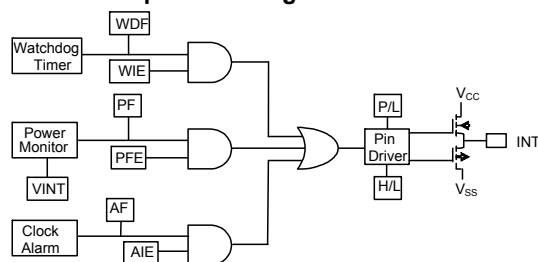 WDF
Watchdog
Timer
WIE
PF
P/L
VCC
Power
Monitor
PFE
Pin
Driver
INT
VINT
H/L
VSS
AF
Clock
Alarm
AIE